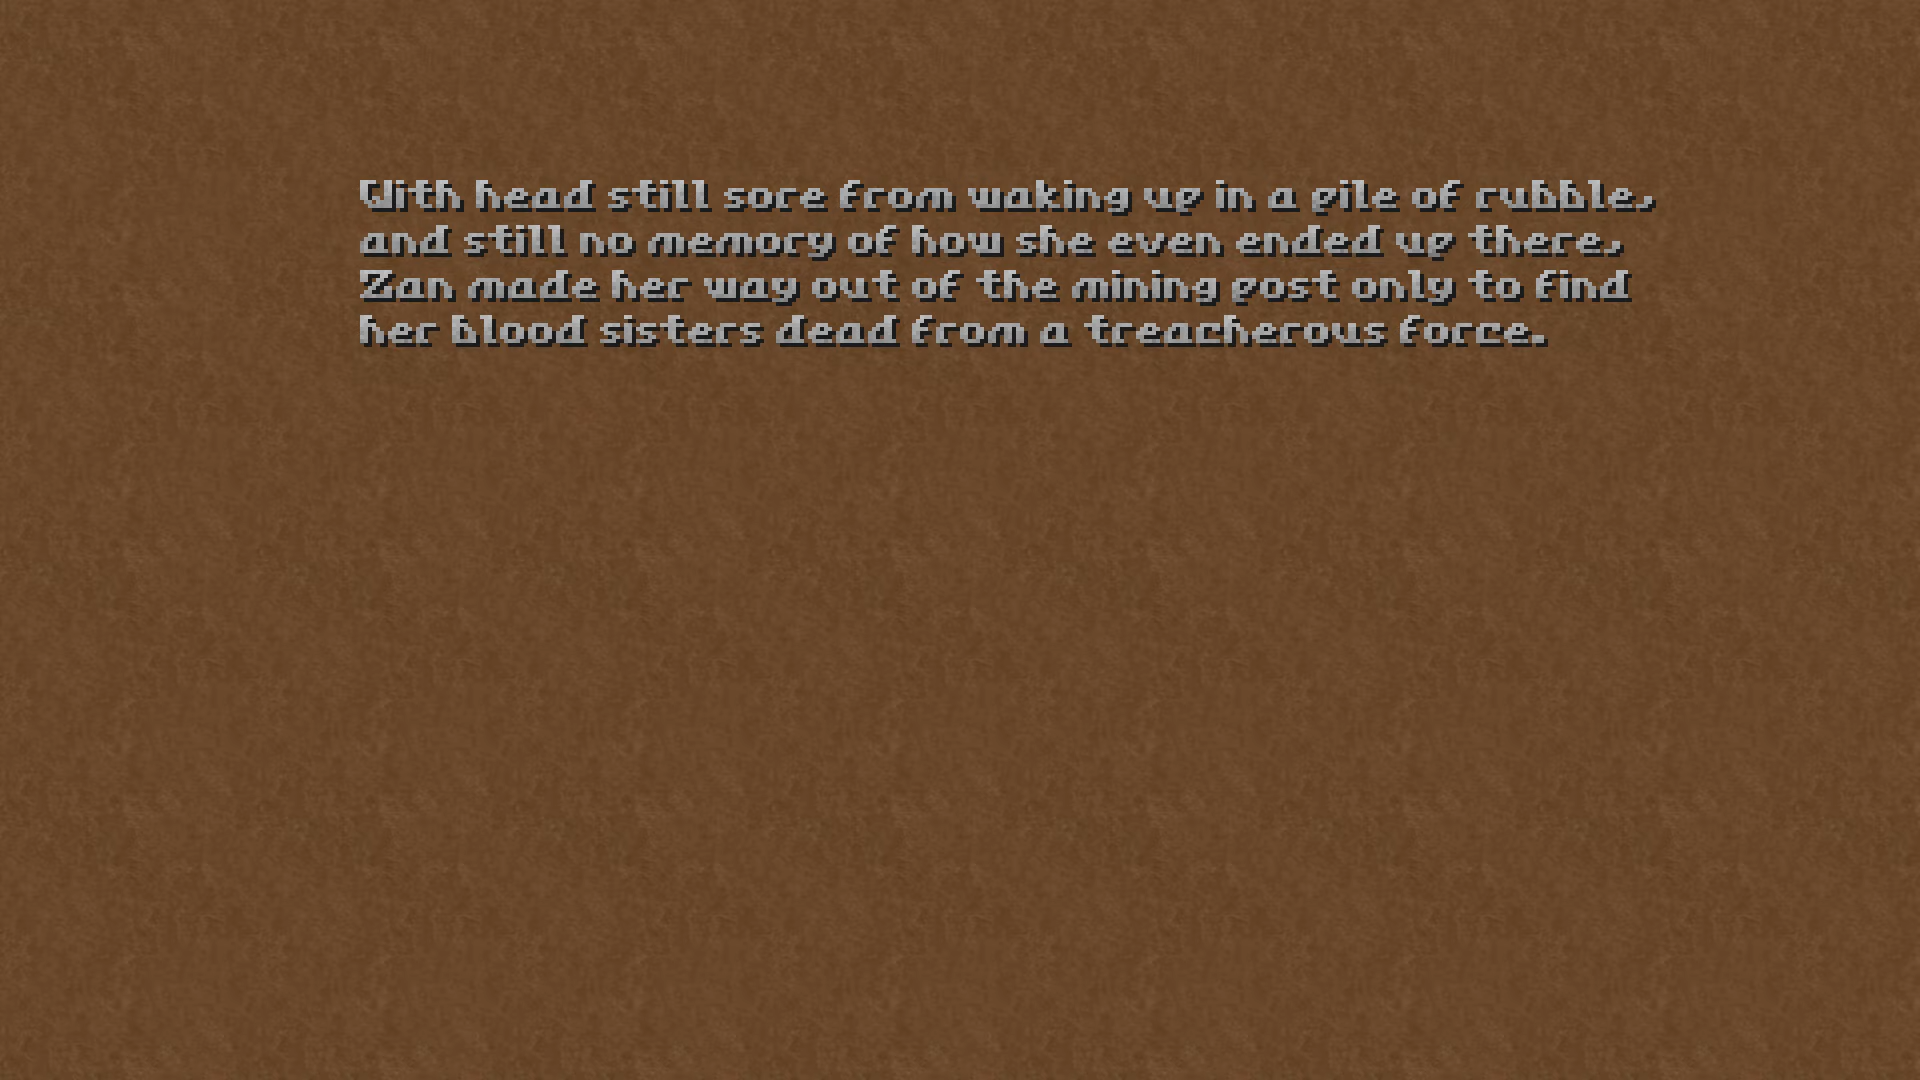 With head still sore from waking up in a pile of rubble,
and still no memory of how she even ended up there,
Zan made her way out of the mining post only to find
her blood sisters dead from a treacherous force.